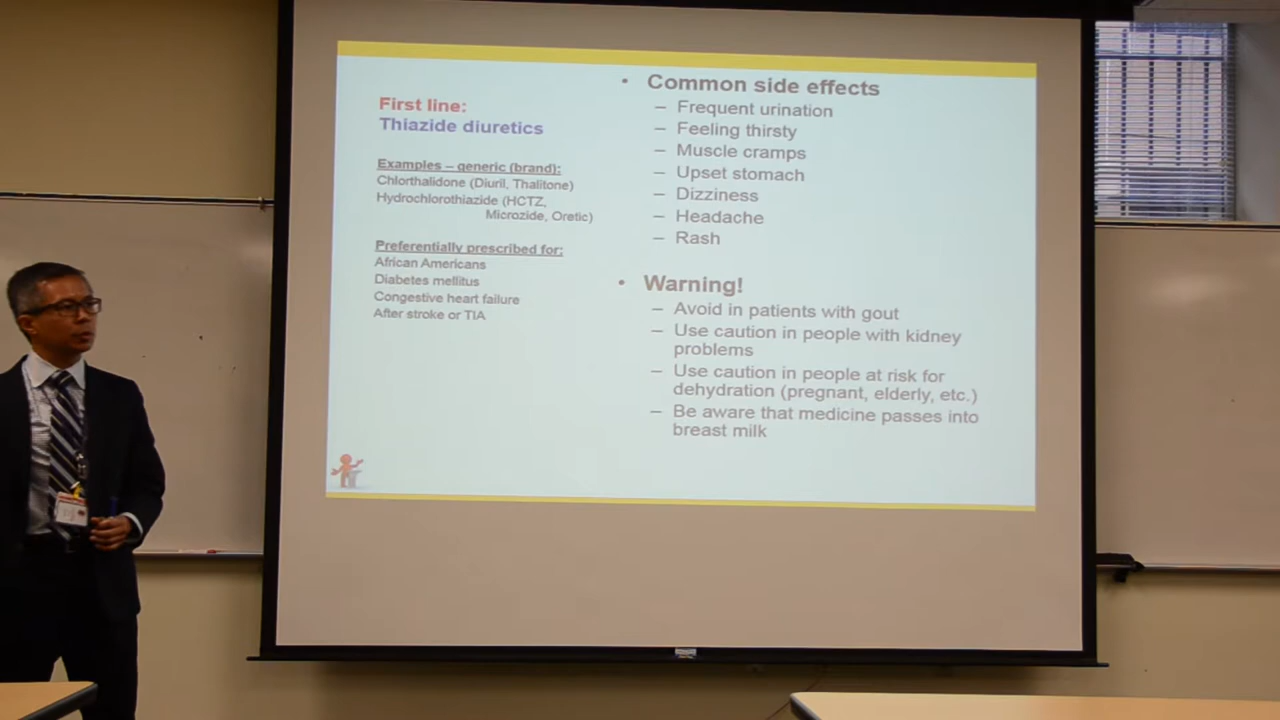 First line:
Thiazide diuretics
Examples – generic (brand):
Chlorthalidone (Diuril, Thalitone)
Hydrochlorothiazide (HCTZ,
Microzide, Oretic)
Preferentially prescribed for:
African Americans
Diabetes mellitus
Congestive heart failure
After stroke or TIA
• Common side effects
– Frequent urination
– Feeling thirsty
– Muscle cramps
– Upset stomach
– Dizziness
– Headache
– Rash
• Warning!
– Avoid in patients with gout
– Use caution in people with kidney
problems
– Use caution in people at risk for
dehydration (pregnant, elderly, etc.)
– Be aware that medicine passes into
breast milk